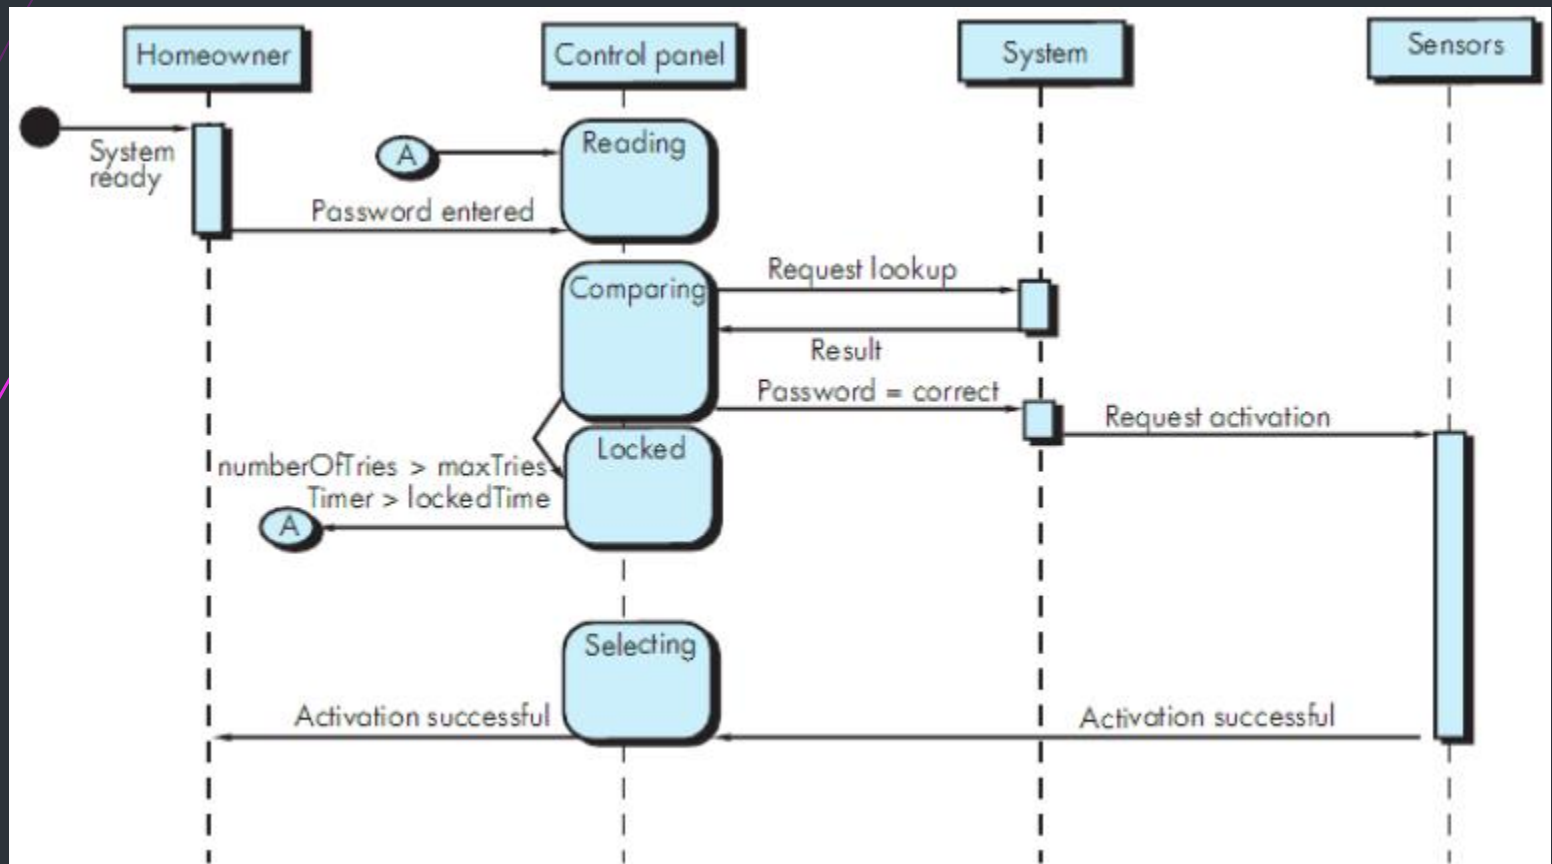 Homeowner
Control panel
System
Sensors
System
ready
A
Reading
Password entered
Request lookup
Comparing
Result
Password = correct
Request activation
Locked
numberOfTries > maxTries
Timer > lockedTime
A
Selecting
Activation successful
Activation successful